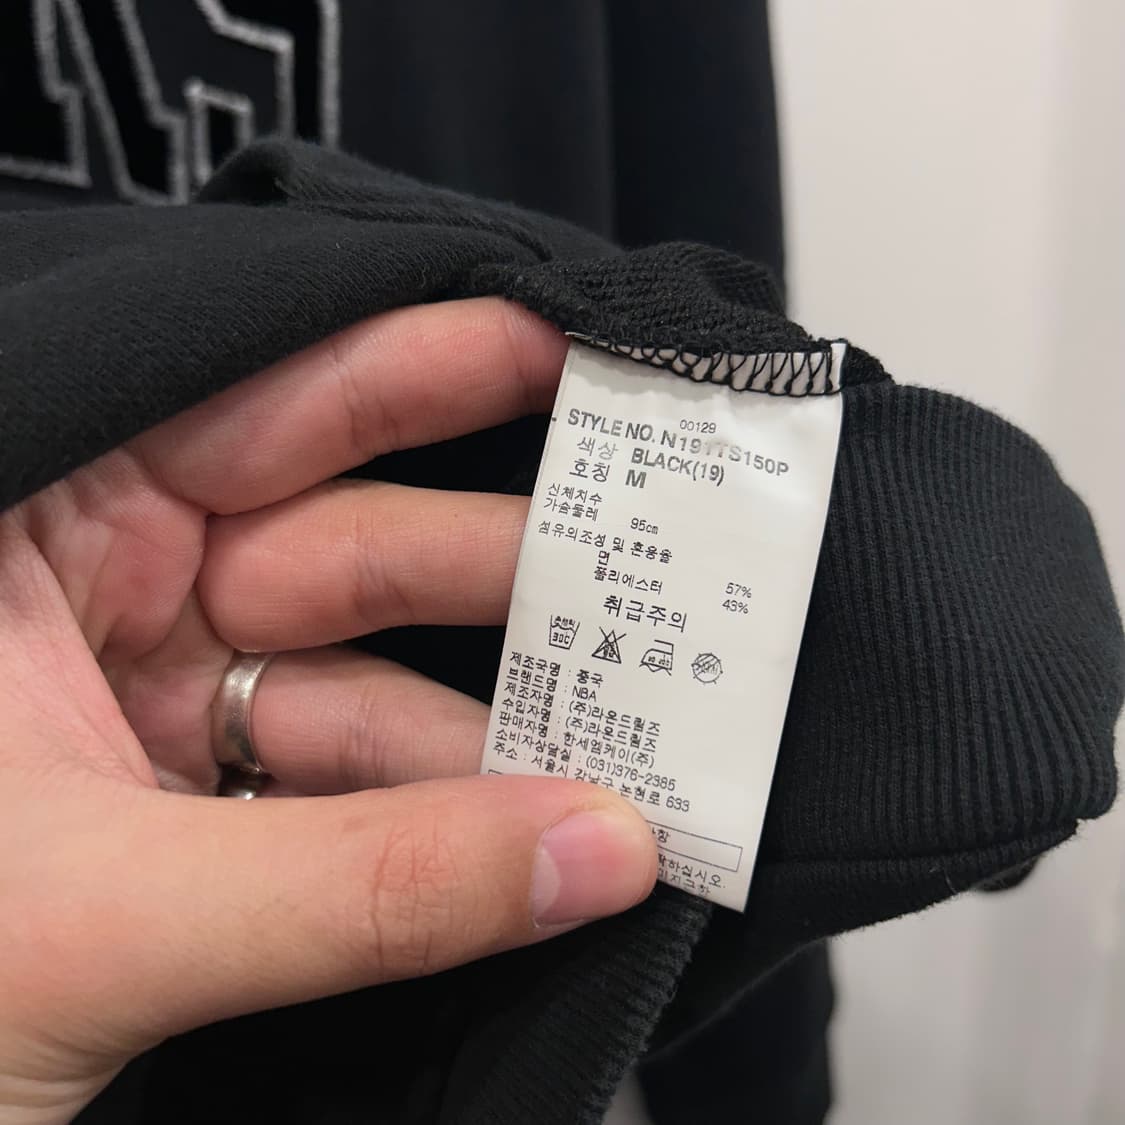 00129
STYLE NO. N191TS150P
색상 BLACK(19)
호칭 M
신체치수
가슴둘레 95cm
섬유의조성 및 혼용율
면 57%
폴리에스터 43%
취급주의
제조국명 : 중국
브랜드명 : NBA
제조자명 : (주)라온드림즈
수입자명 : (주)라온드림즈
판매자명 : 한세엠케이(주)
소비자상담실 : (031)376-2385
주소 : 서울시 강남구 논현로 633
하십시오.